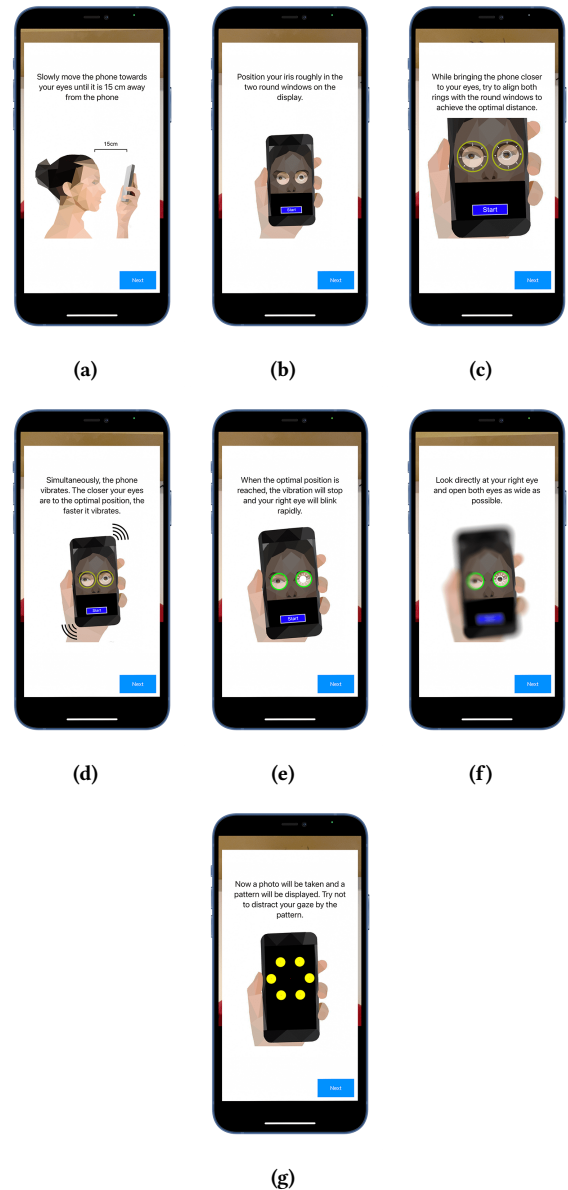 Slowly move the phone towards
your eyes until it is 15 cm away
from the phone
15cm
Next
(a)
Position your iris roughly in the
two round windows on the
display.
Start
Next
(b)
While bringing the phone closer
to your eyes, try to align both
rings with the round windows to
achieve the optimal distance.
Start
Next
(c)
Simultaneously, the phone
vibrates. The closer your eyes
are to the optimal position, the
faster it vibrates.
Start
Next
(d)
When the optimal position is
reached, the vibration will stop
and your right eye will blink
rapidly.
Start
Next
(e)
Look directly at your right eye
and open both eyes as wide as
possible.
Next
(f)
Now a photo will be taken and a
pattern will be displayed. Try not
to distract your gaze by the
pattern.
Next
(g)